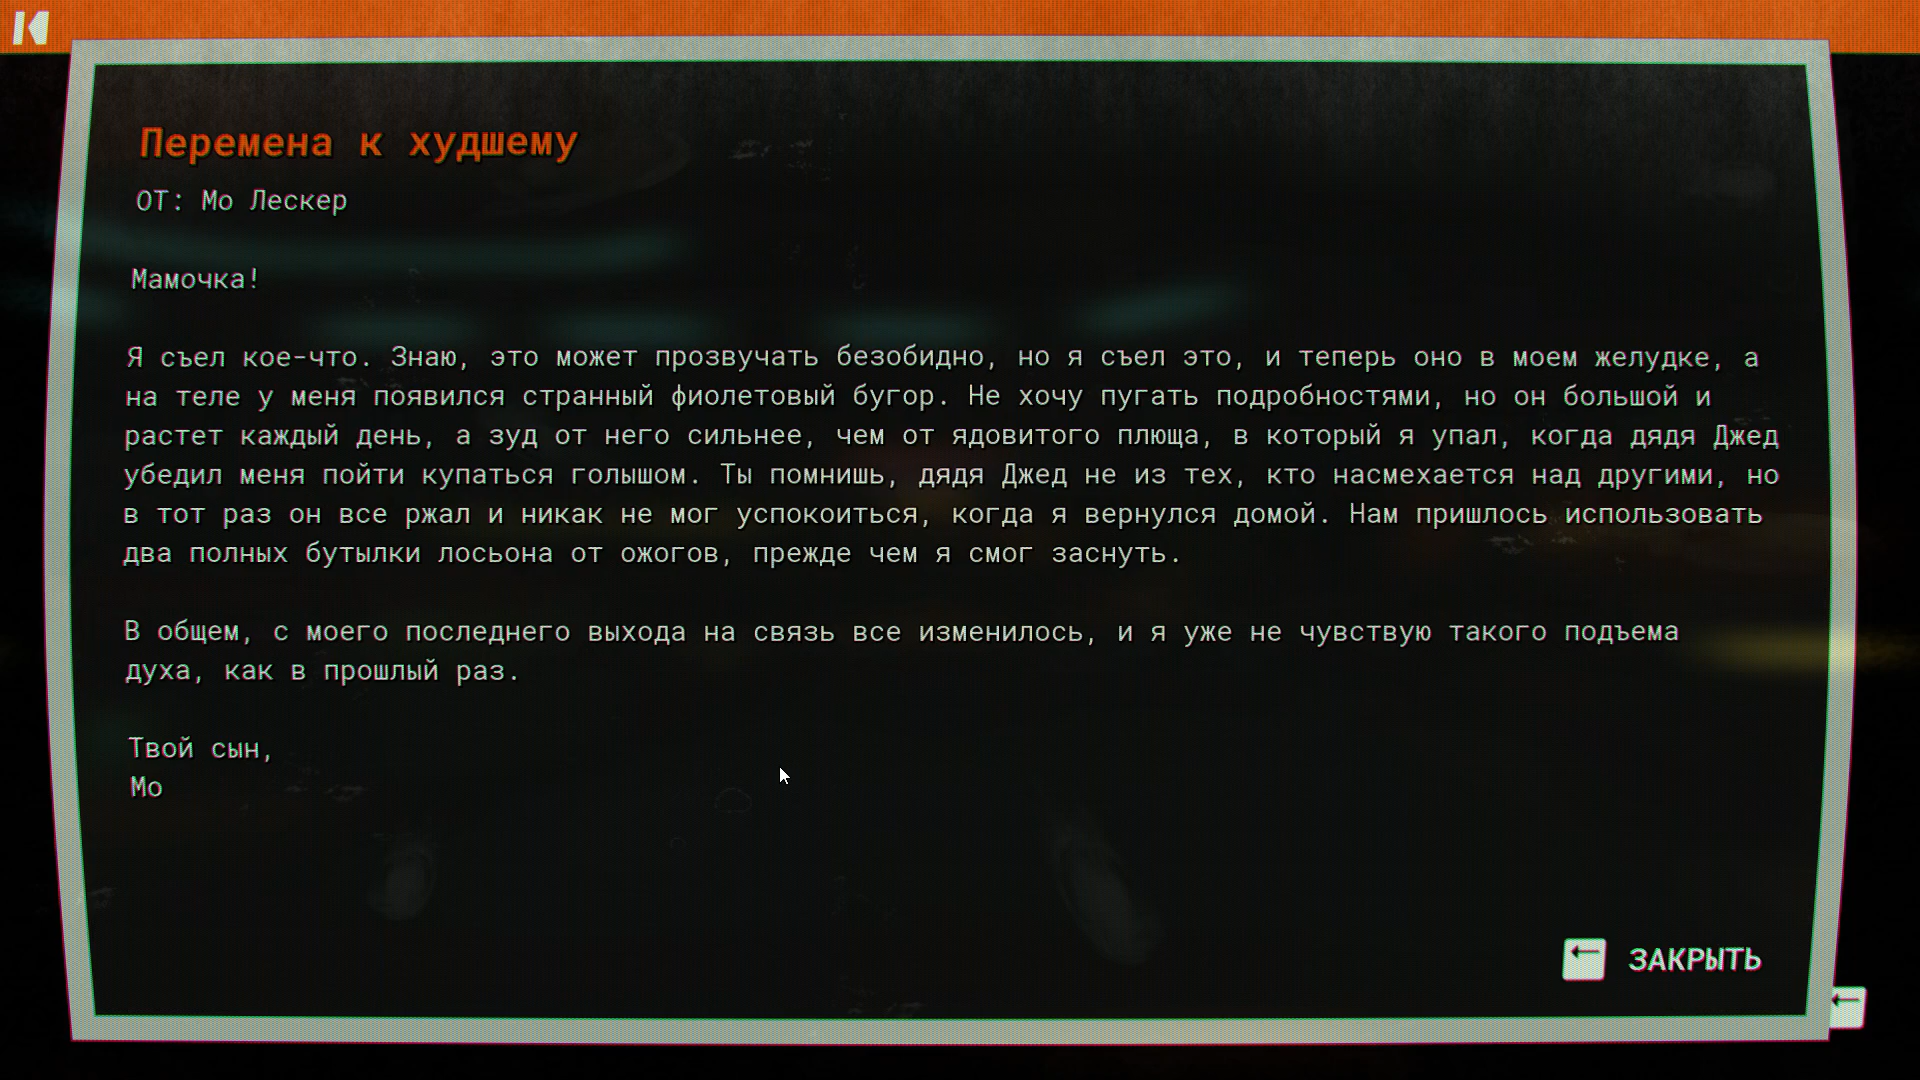 Перемена к худшему
ОТ: Мо Лескер
Мамочка!
Я съел кое-что. Знаю, это может прозвучать безобидно, но я съел это, и теперь оно в моем желудке, а
на теле у меня появился странный фиолетовый бугор. Не хочу пугать подробностями, но он большой и
растет каждый день, а зуд от него сильнее, чем от ядовитого плюща, в который я упал, когда дядя Джед
убедил меня пойти купаться голышом. Ты помнишь, дядя Джед не из тех, кто насмехается над другими, но
в тот раз он все ржал и никак не мог успокоиться, когда я вернулся домой. Нам пришлось использовать
два полных бутылки лосьона от ожогов, прежде чем я смог заснуть.
В общем, с моего последнего выхода на связь все изменилось, и я уже не чувствую такого подъема
духа, как в прошлый раз.
Твой сын,
Мо
ЗАКРЫТЬ